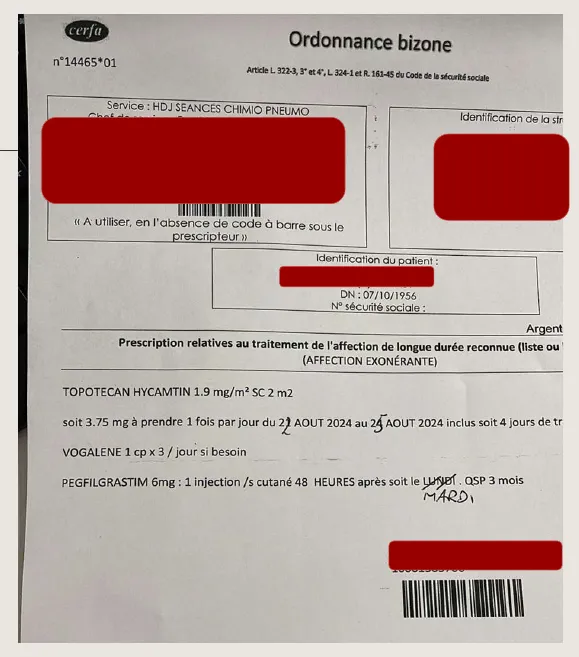 cerfa
n°14465*01
Ordonnance bizone
Article L. 322-3, 3° et 4°, L. 324-1 et R. 161-45 du Code de la sécurité sociale
Service : HDJ SEANCES CHIMIO PNEUMO
« A utiliser, en l'absence de code à barre sous le
prescripteur »
Identification de la str
Identification du patient :
DN : 07/10/1956
N° sécurité sociale :
Argent
Prescription relatives au traitement de l'affection de longue durée reconnue (liste ou
(AFFECTION EXONÉRANTE)
TOPOTECAN HYCAMTIN 1.9 mg/m² SC 2 m2
soit 3.75 mg à prendre 1 fois par jour du 22 AOUT 2024 au 25 AOUT 2024 inclus soit 4 jours de tr
VOGALENE 1 cp x 3 / jour si besoin
PEGFILGRASTIM 6mg : 1 injection /s cutané 48 HEURES après soit le LUNDI . QSP 3 mois
MARDI